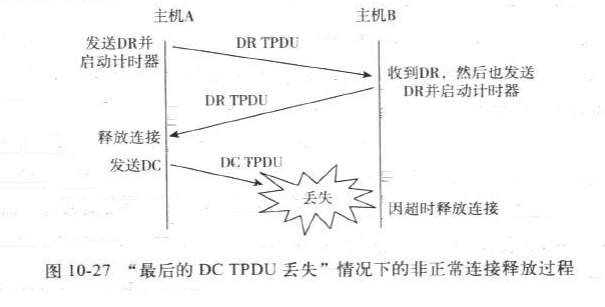 主机A
主机B
发送DR并
启动计时器
DR TPDU
收到DR，然后也发送
DR并启动计时器
DR TPDU
释放连接
发送DC
DC TPDU
丢失
因超时释放连接
图 10-27 “最后的 DC TPDU 丢失”情况下的非正常连接释放过程